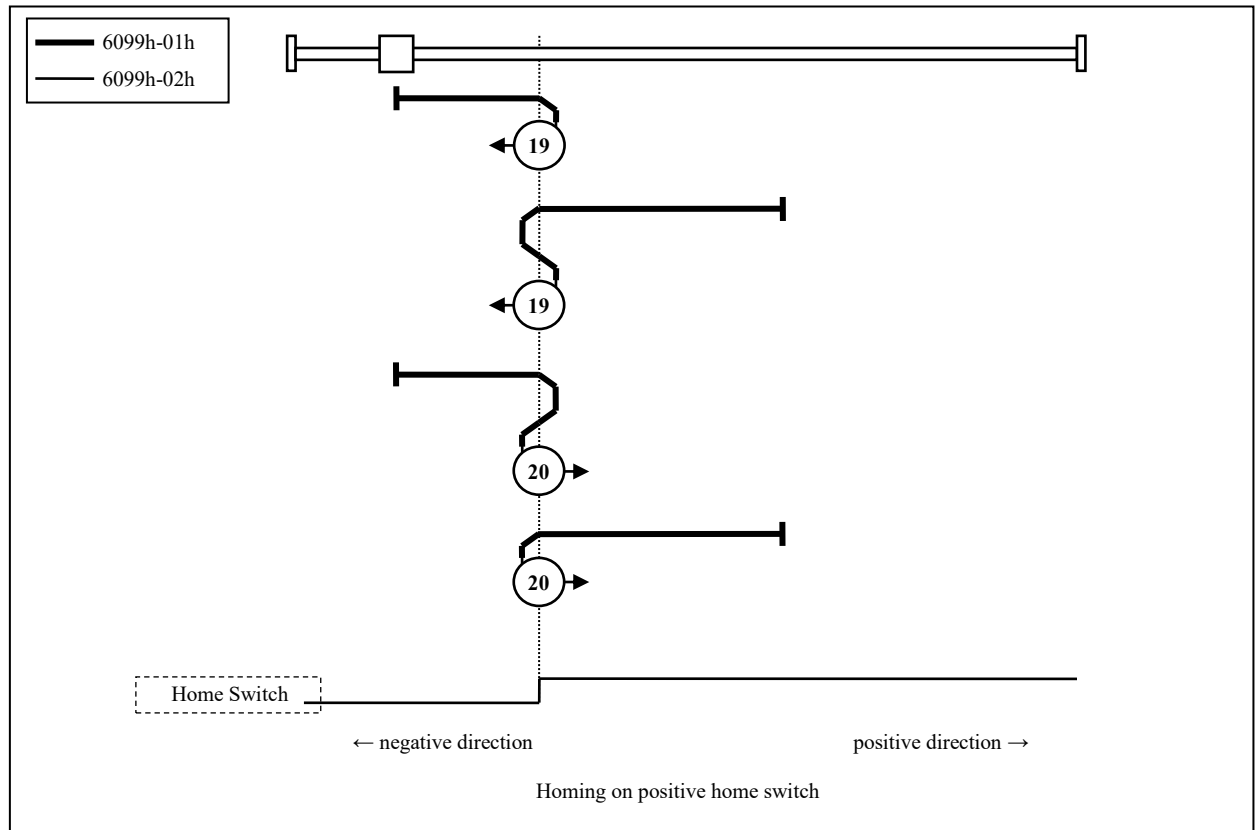 6099h-01h
6099h-02h
19
19
20
20
Home Switch
← negative direction
positive direction →
Homing on positive home switch